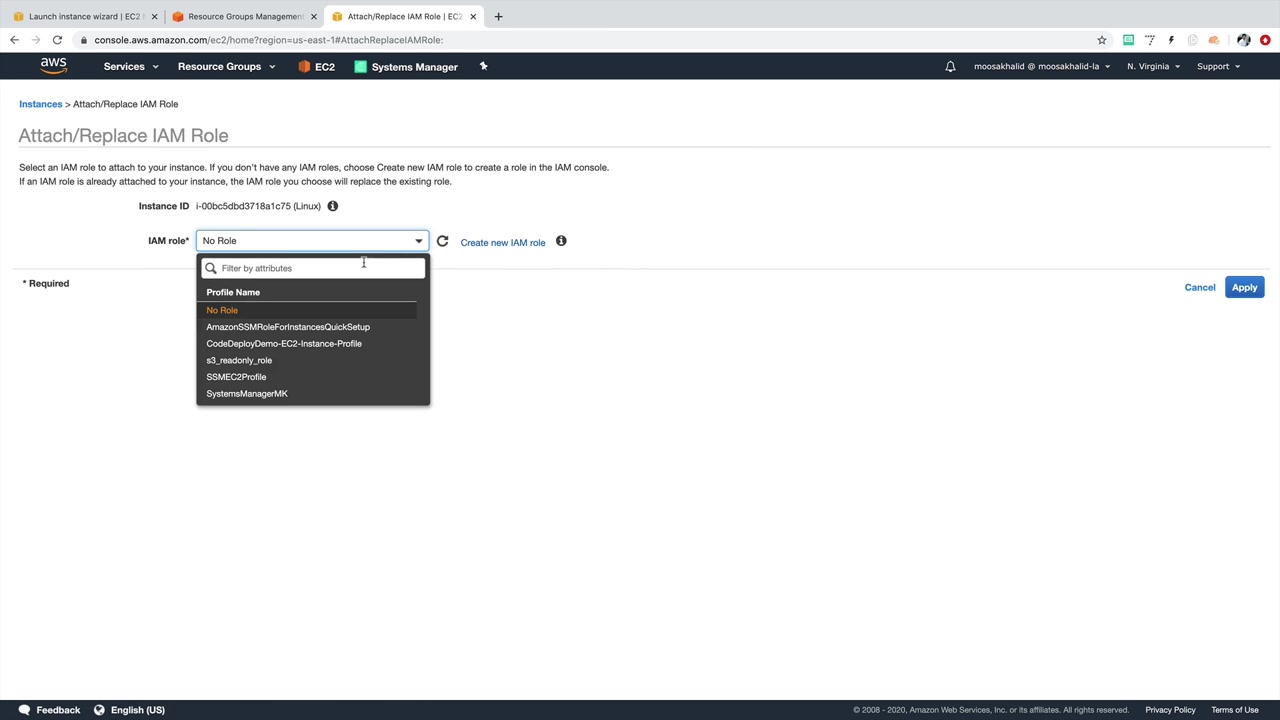 Launch instance wizard | EC2
Resource Groups Management
Attach/Replace IAM Role | EC2
console.aws.amazon.com/ec2/home?region=us-east-1#AttachReplaceIAMRole:
aws
Services
Resource Groups
EC2
Systems Manager
moosakhalid @ moosakhalid-la
N. Virginia
Support
Instances > Attach/Replace IAM Role
Attach/Replace IAM Role
Select an IAM role to attach to your instance. If you don't have any IAM roles, choose Create new IAM role to create a role in the IAM console.
If an IAM role is already attached to your instance, the IAM role you choose will replace the existing role.
Instance ID i-00bc5dbd3718a1c75 (Linux)
IAM role* No Role
Create new IAM role
Filter by attributes
Profile Name
No Role
AmazonSSMRoleForInstancesQuickSetup
CodeDeployDemo-EC2-Instance-Profile
s3_readonly_role
SSMEC2Profile
SystemsManagerMK
* Required
Cancel
Apply
Feedback
English (US)
© 2008 - 2020, Amazon Web Services, Inc. or its affiliates. All rights reserved.
Privacy Policy
Terms of Use